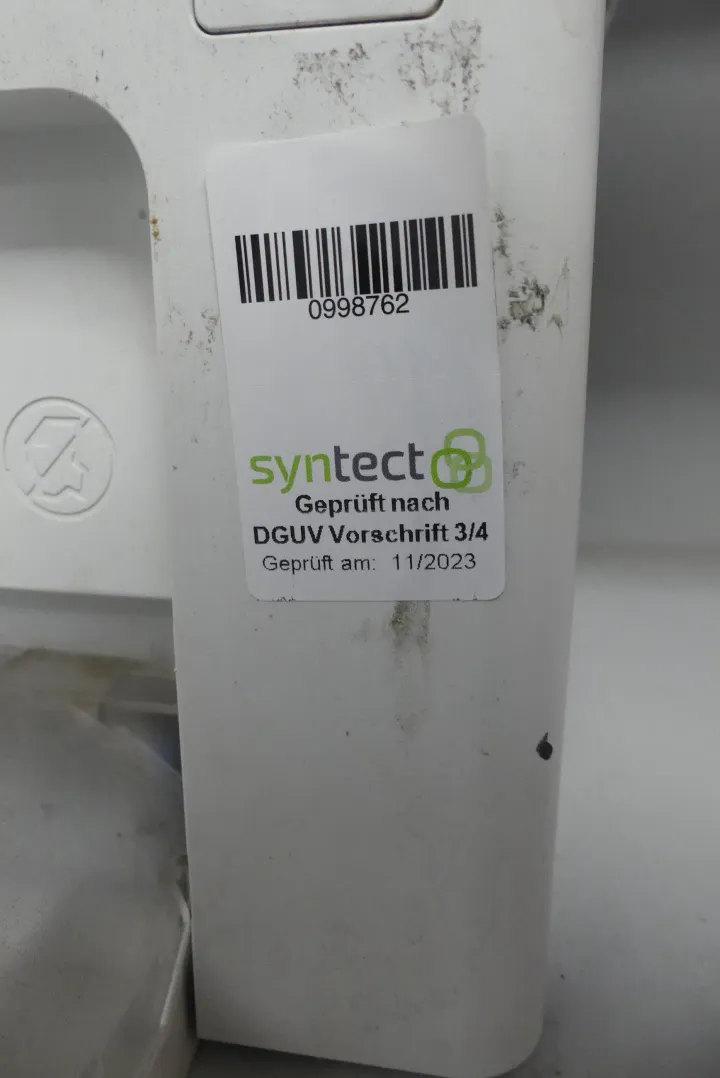 0998762
syntect
Geprüft nach
DGUV Vorschrift 3/4
Geprüft am: 11/2023